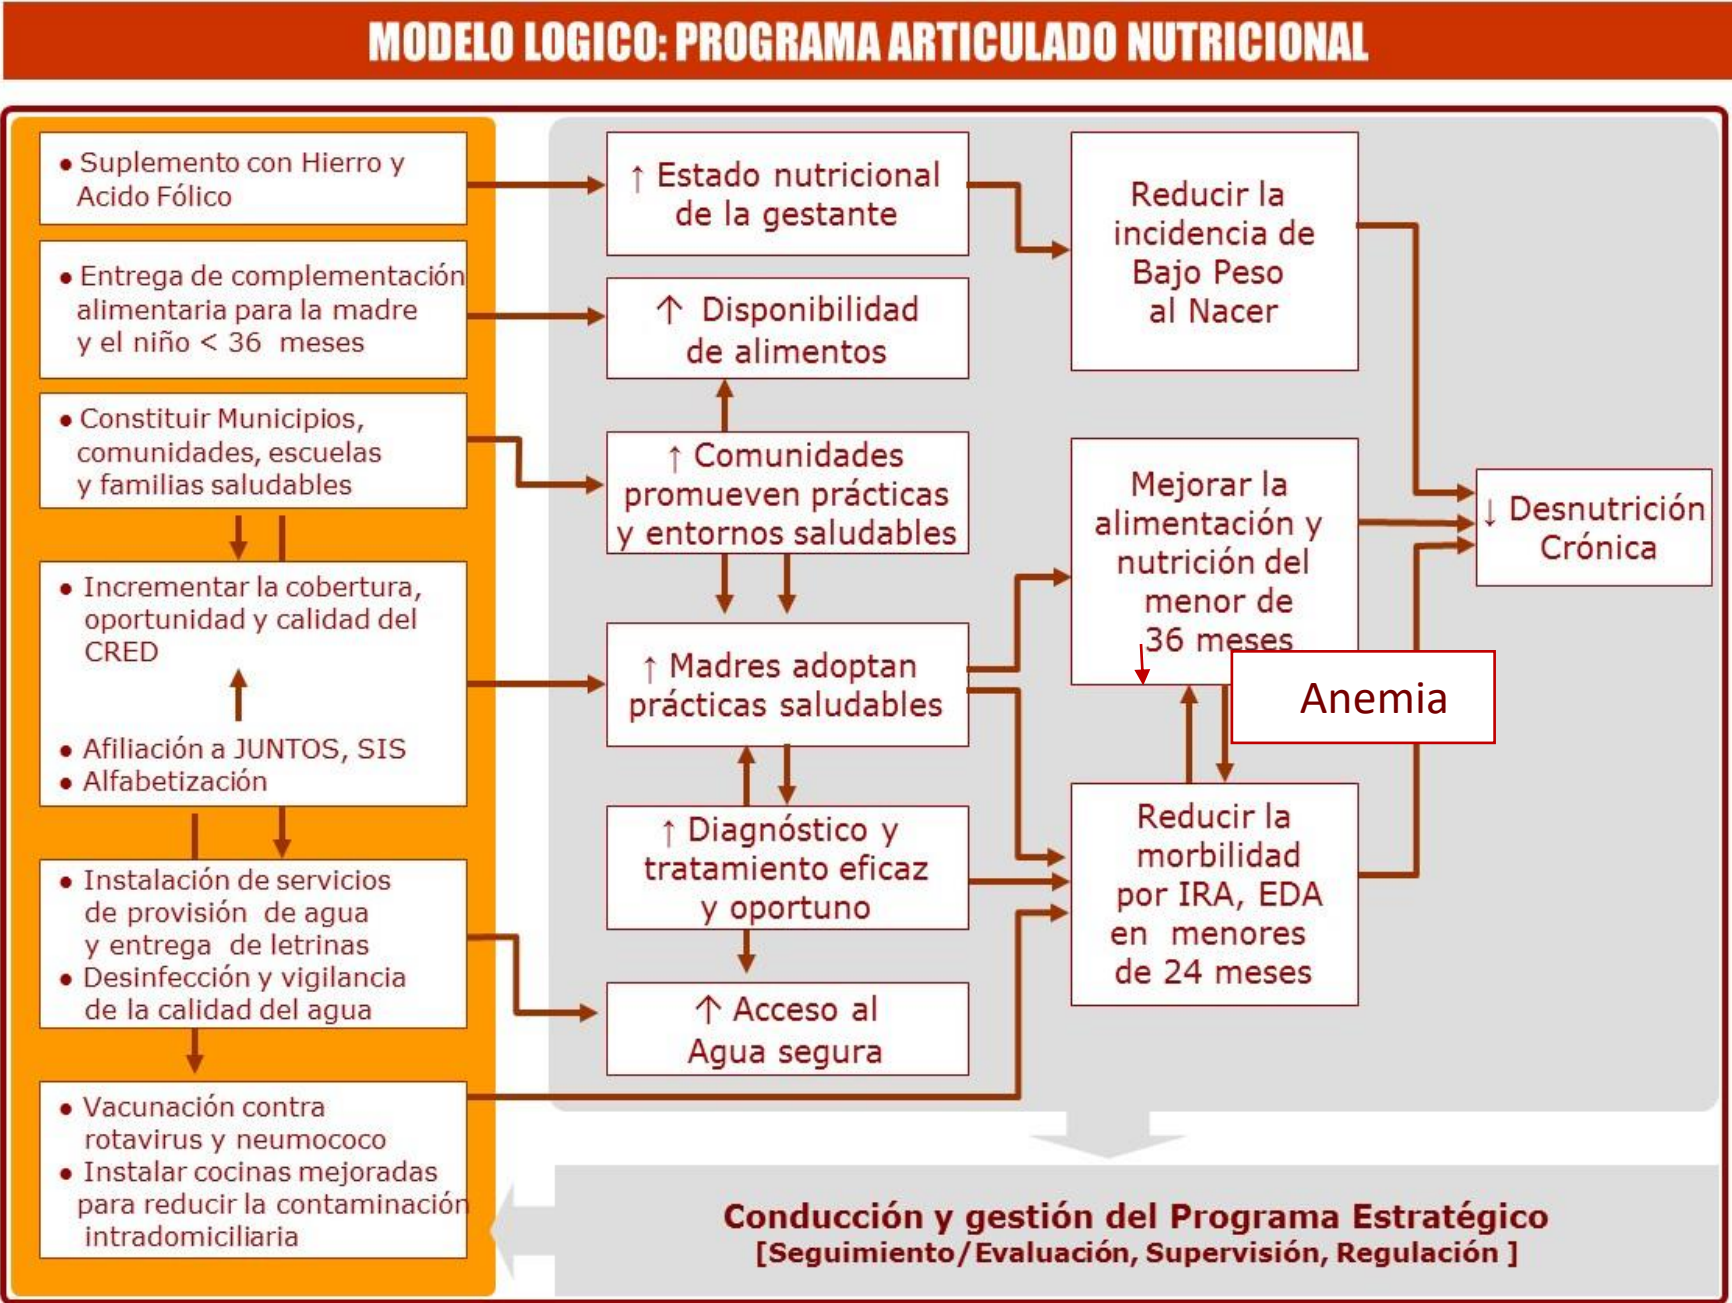 MODELO LOGICO: PROGRAMA ARTICULADO NUTRICIONAL
● Suplemento con Hierro y
Acido Fólico
● Entrega de complementación
alimentaria para la madre
y el niño < 36 meses
● Constituir Municipios,
comunidades, escuelas
y familias saludables
● Incrementar la cobertura,
oportunidad y calidad del
CRED
● Afiliación a JUNTOS, SIS
● Alfabetización
● Instalación de servicios
de provisión de agua
y entrega de letrinas
● Desinfección y vigilancia
de la calidad del agua
● Vacunación contra
rotavirus y neumococo
● Instalar cocinas mejoradas
para reducir la contaminación
intradomiciliaria
↑ Estado nutricional
de la gestante
↑ Disponibilidad
de alimentos
↑ Comunidades
promueven prácticas
y entornos saludables
↑ Madres adoptan
prácticas saludables
↑ Diagnóstico y
tratamiento eficaz
y oportuno
↑ Acceso al
Agua segura
Reducir la
incidencia de
Bajo Peso
al Nacer
Mejorar la
alimentación y
nutrición del
menor de
36 meses
Anemia
Reducir la
morbilidad
por IRA, EDA
en menores
de 24 meses
↓ Desnutrición
Crónica
Conducción y gestión del Programa Estratégico
[Seguimiento/Evaluación, Supervisión, Regulación ]